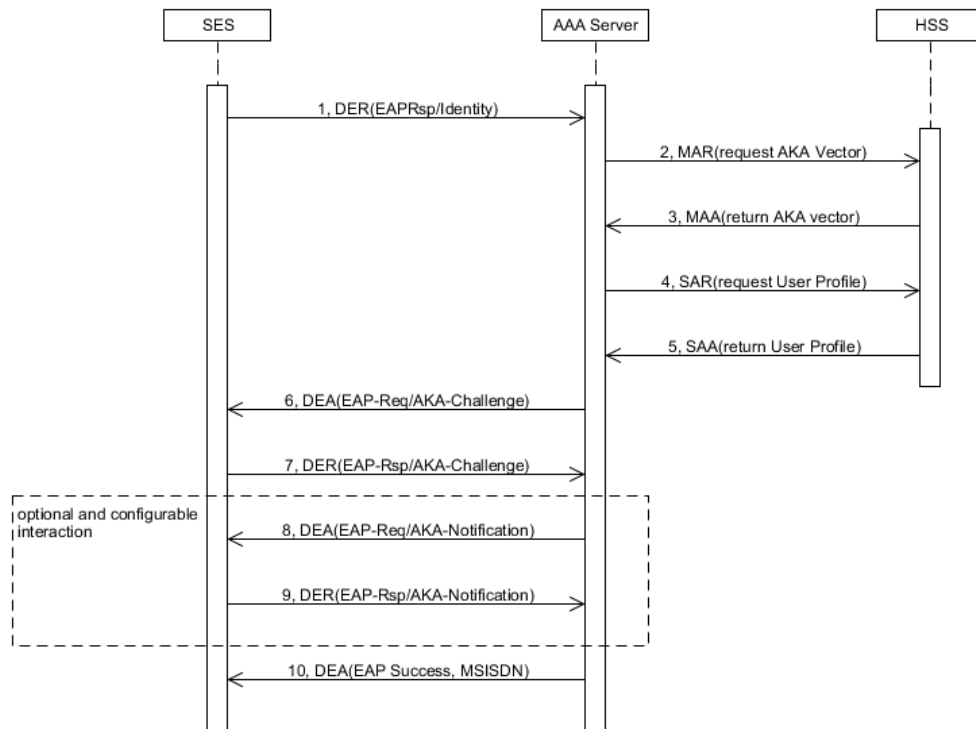 SES
AAA Server
HSS
1, DER(EAPRsp/Identity)
2, MAR(request AKA Vector)
3, MAA(return AKA vector)
4, SAR(request User Profile)
5, SAA(return User Profile)
6, DEA(EAP-Req/AKA-Challenge)
7, DER(EAP-Rsp/AKA-Challenge)
optional and configurable
interaction
8, DEA(EAP-Req/AKA-Notification)
9, DER(EAP-Rsp/AKA-Notification)
10, DEA(EAP Success, MSISDN)